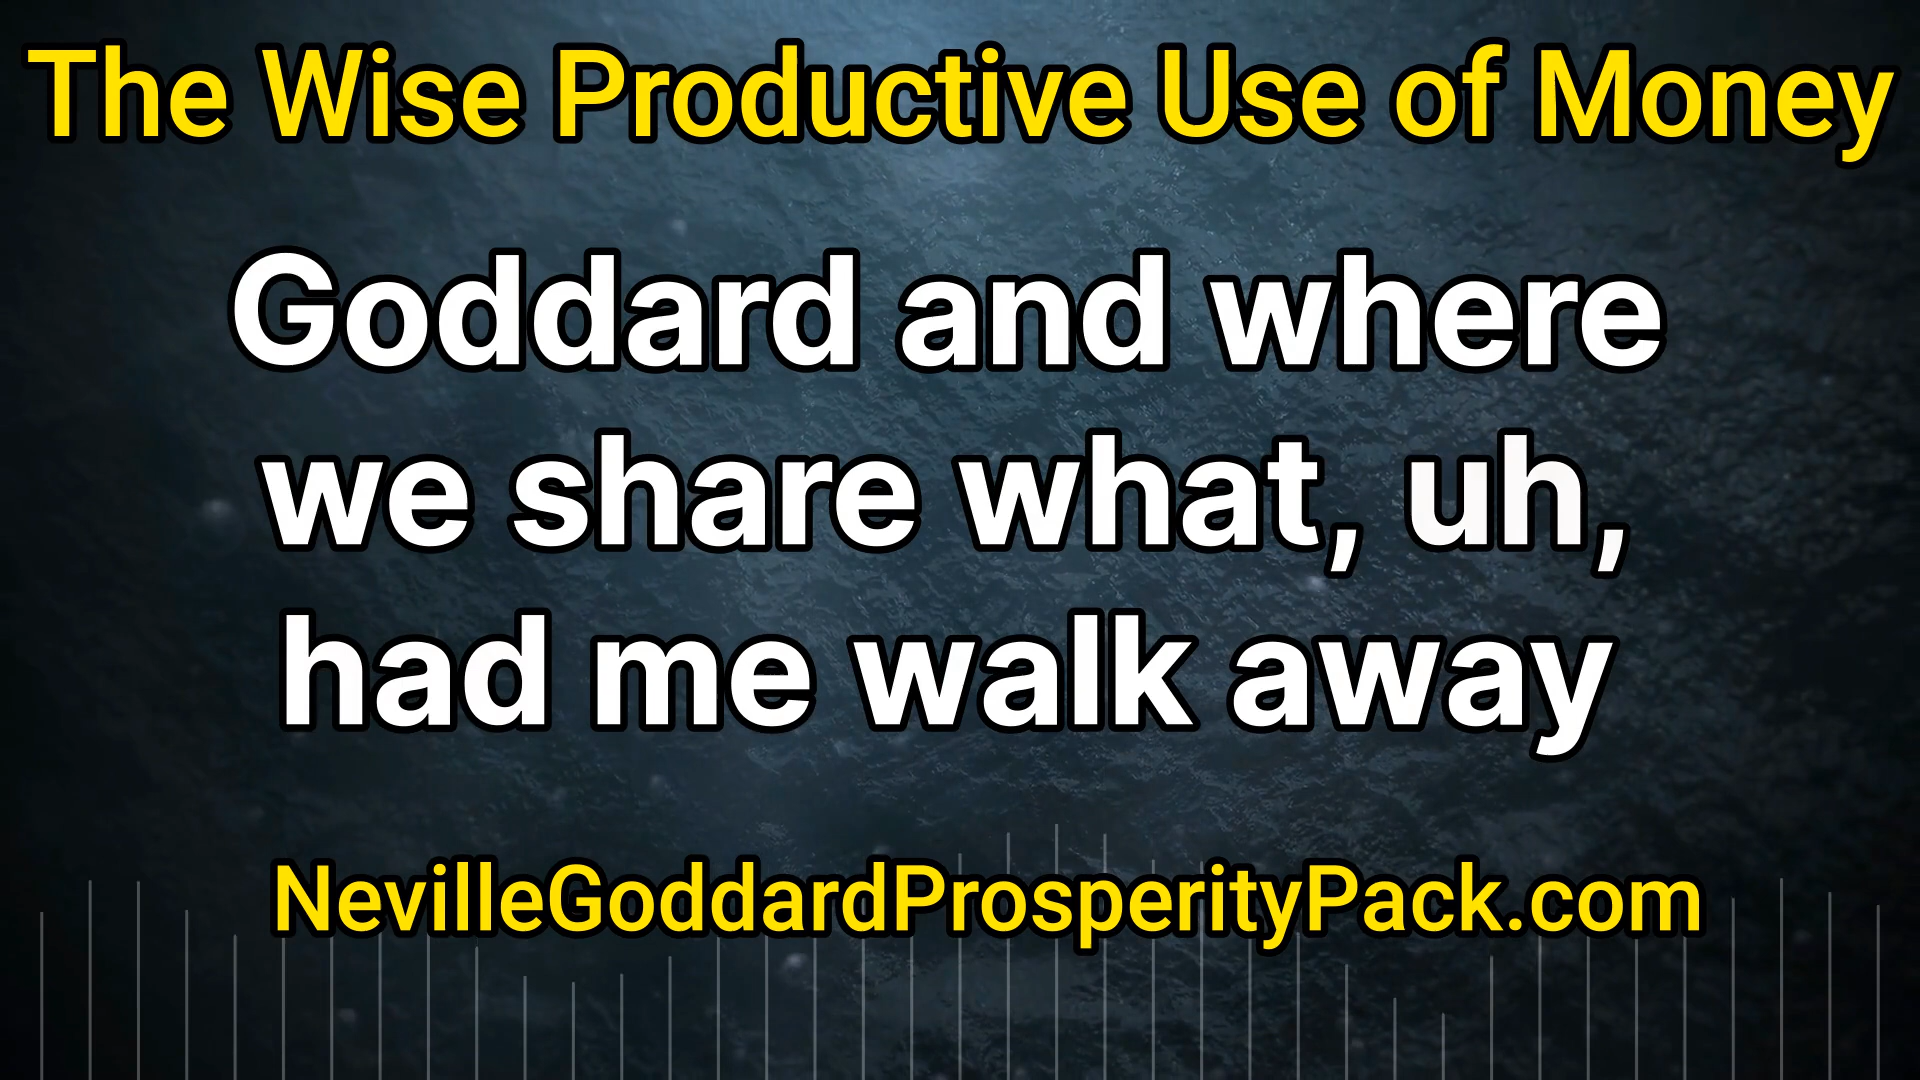 The Wise Productive Use of Money
Goddard and where
we share what, uh,
had me walk away
NevilleGoddardProsperityPack.com